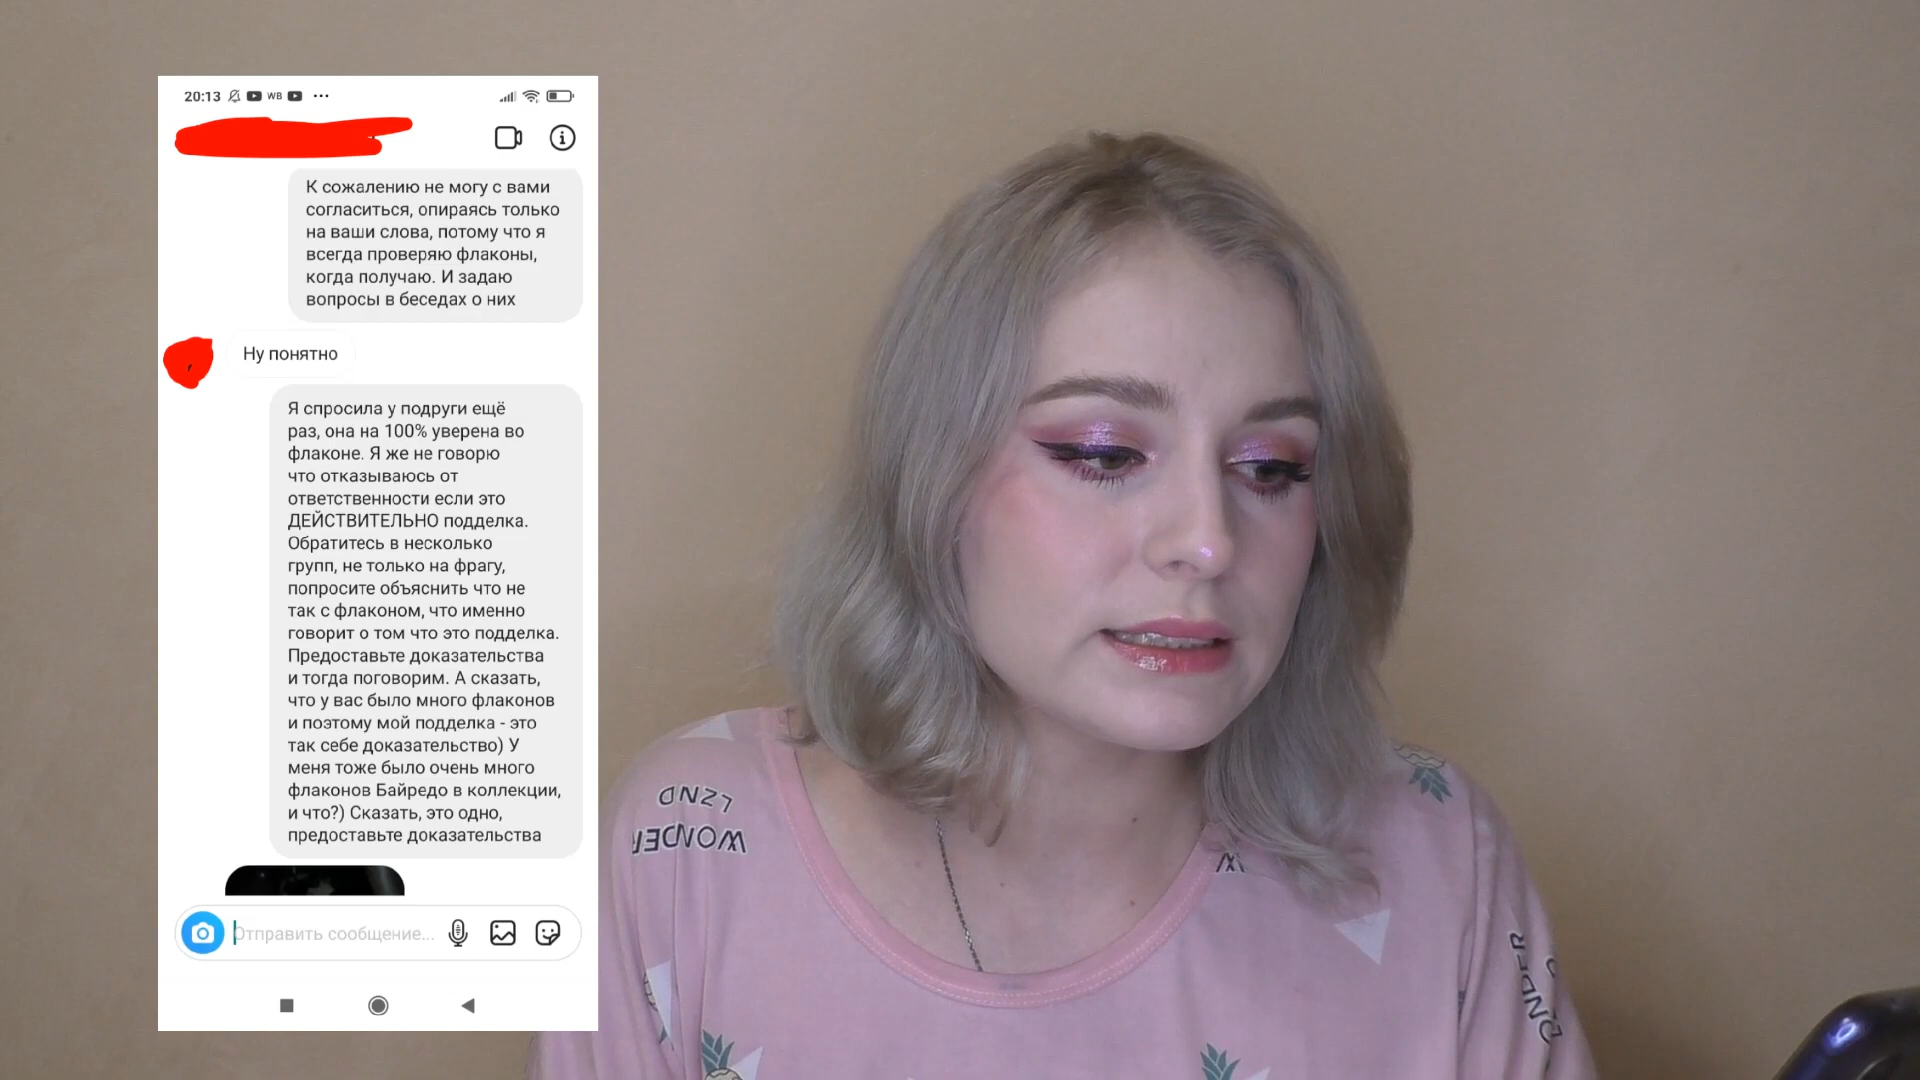 20:13
WB
К сожалению не могу с вами
согласиться, опираясь только
на ваши слова, потому что я
всегда проверяю флаконы,
когда получаю. И задаю
вопросы в беседах о них
Ну понятно
Я спросила у подруги ещё
раз, она на 100% уверена во
флаконе. Я же не говорю
что отказываюсь от
ответственности если это
ДЕЙСТВИТЕЛЬНО подделка.
Обратитесь в несколько
групп, не только на фрагу,
попросите объяснить что не
так с флаконом, что именно
говорит о том что это подделка.
Предоставьте доказательства
и тогда поговорим. А сказать,
что у вас было много флаконов
и поэтому мой подделка - это
так себе доказательство) У
меня тоже было очень много
флаконов Байредо в коллекции,
и что?) Сказать, это одно,
предоставьте доказательства
Отправить сообщение...
WONDER